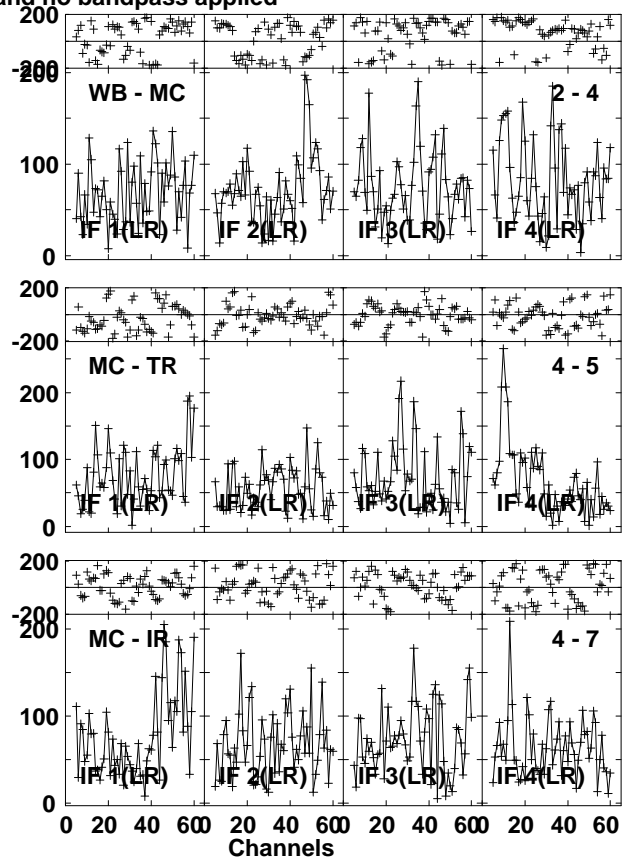 and no bandpass applied
200
-200
200
WB - MC
2 - 4
100
IF 1(LR) IF 2(LR) IF 3(LR) IF 4(LR)
0
200
-200
MC - TR
4 - 5
200
100
IF 1(LR) IF 2(LR) IF 3(LR) IF 4(LR)
0
200
-200
200
MC - IR
4 - 7
100
IF 1(LR) IF 2(LR) IF 3(LR) IF 4(LR)
0
0 20 40 60 0 20 40 60 0 20 40 60 0 20 40 60
Channels